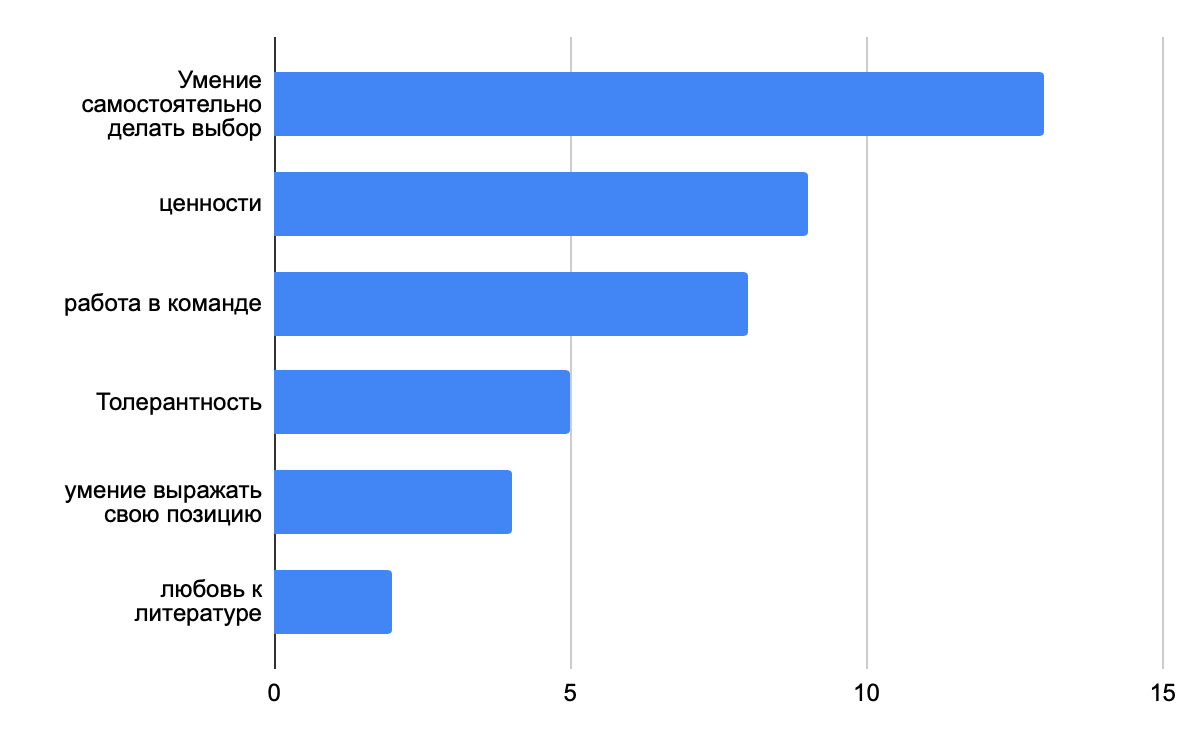 Умение
самостоятельно
делать выбор
ценности
работа в команде
Толерантность
умение выражать
свою позицию
любовь к
литературе
0 5 10 15